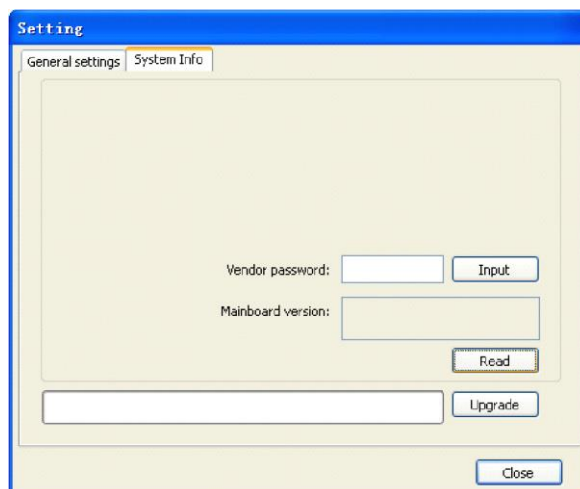 Setting
General settings System Info
Vendor password: Input
Mainboard version:
Read
Upgrade
Close